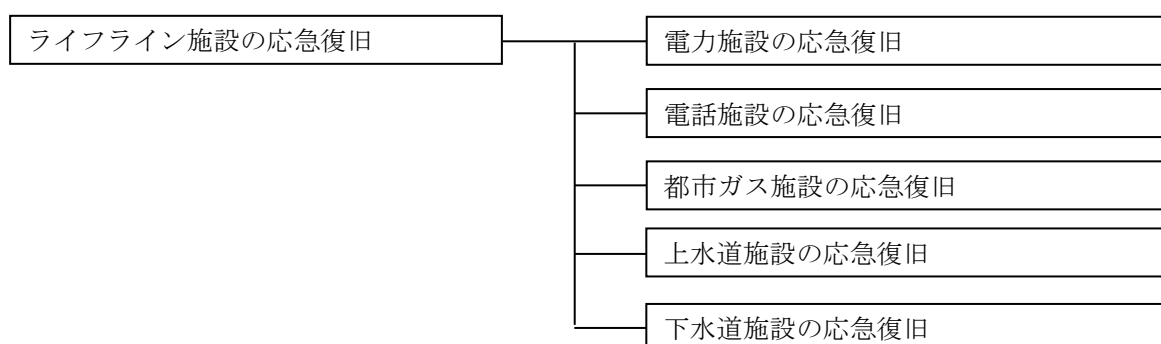 ライフライン施設の応急復旧
電力施設の応急復旧
電話施設の応急復旧
都市ガス施設の応急復旧
上水道施設の応急復旧
下水道施設の応急復旧